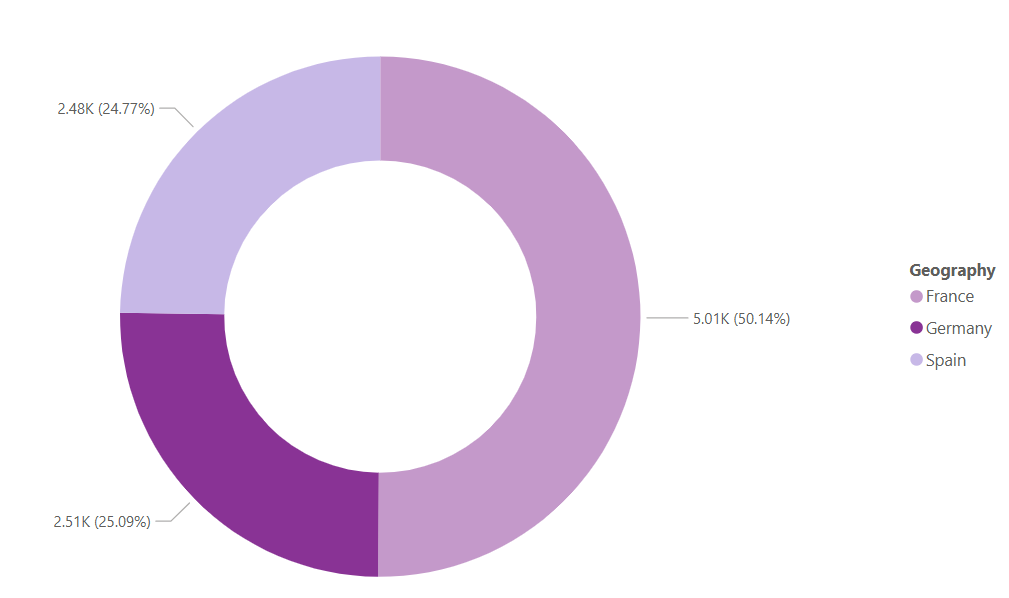 2.48K (24.77%)
5.01K (50.14%)
2.51K (25.09%)
Geography
France
Germany
Spain